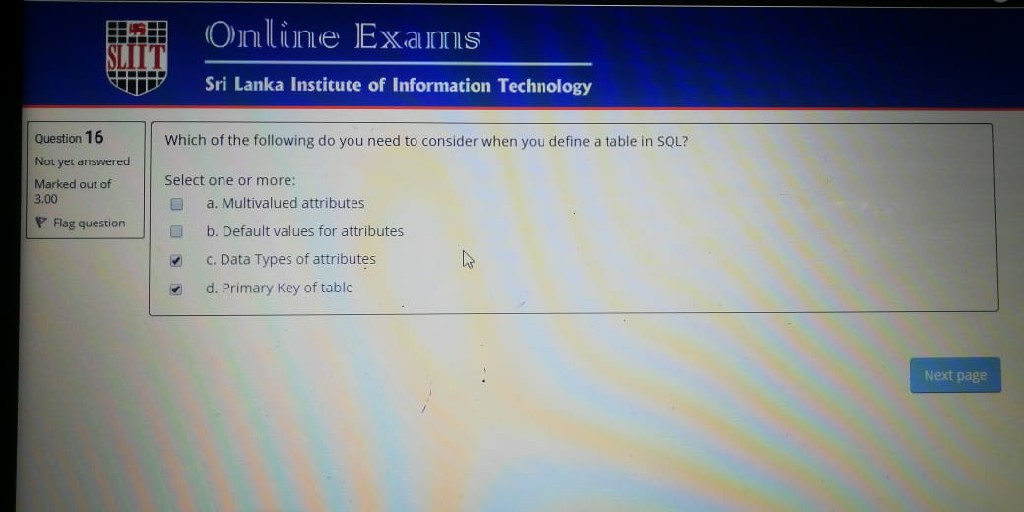 SLIIT
Online Exams
Sri Lanka Institute of Information Technology
Question 16
Not yet answered
Marked out of
3.00
Flag question
Which of the following do you need to consider when you define a table in SQL?
Select one or more:
a. Multivalued attributes
b. Default values for attributes
c. Data Types of attributes
d. Primary Key of table
Next page